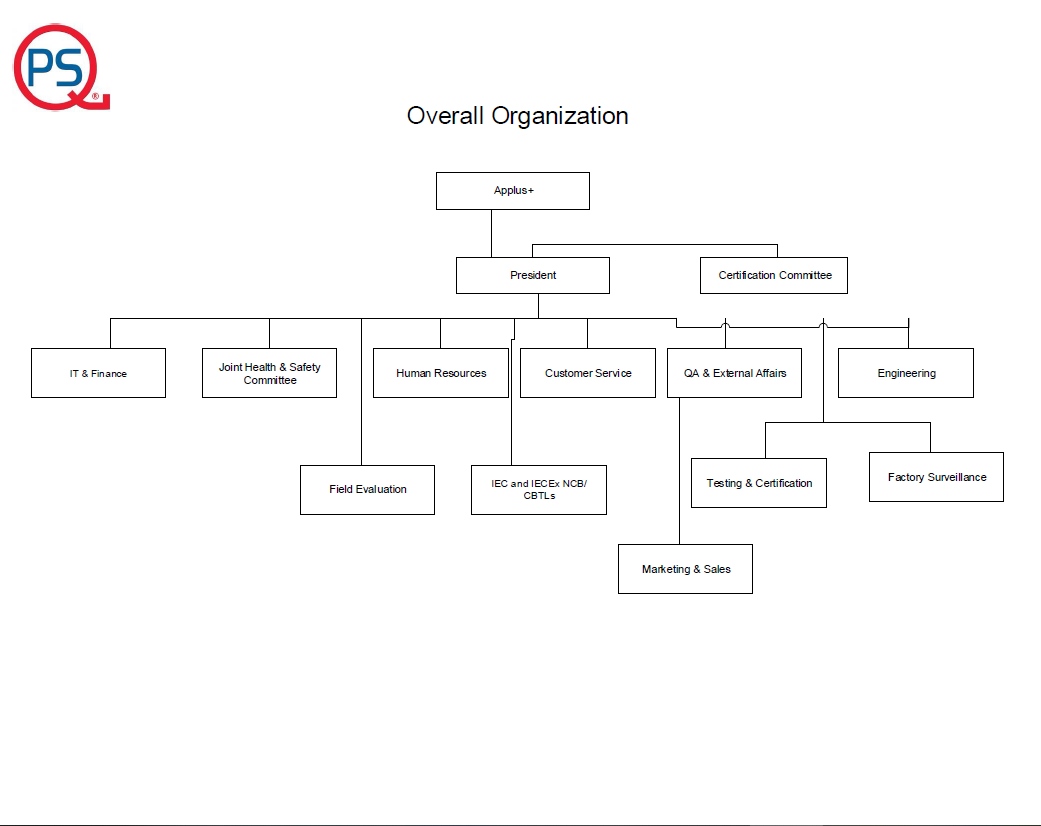 PS
®
Overall Organization
Applus+
President
Certification Committee
IT & Finance
Joint Health & Safety
Committee
Human Resources
Customer Service
QA & External Affairs
Engineering
Field Evaluation
IEC and IECEx NCB/
CBTLs
Testing & Certification
Factory Surveillance
Marketing & Sales